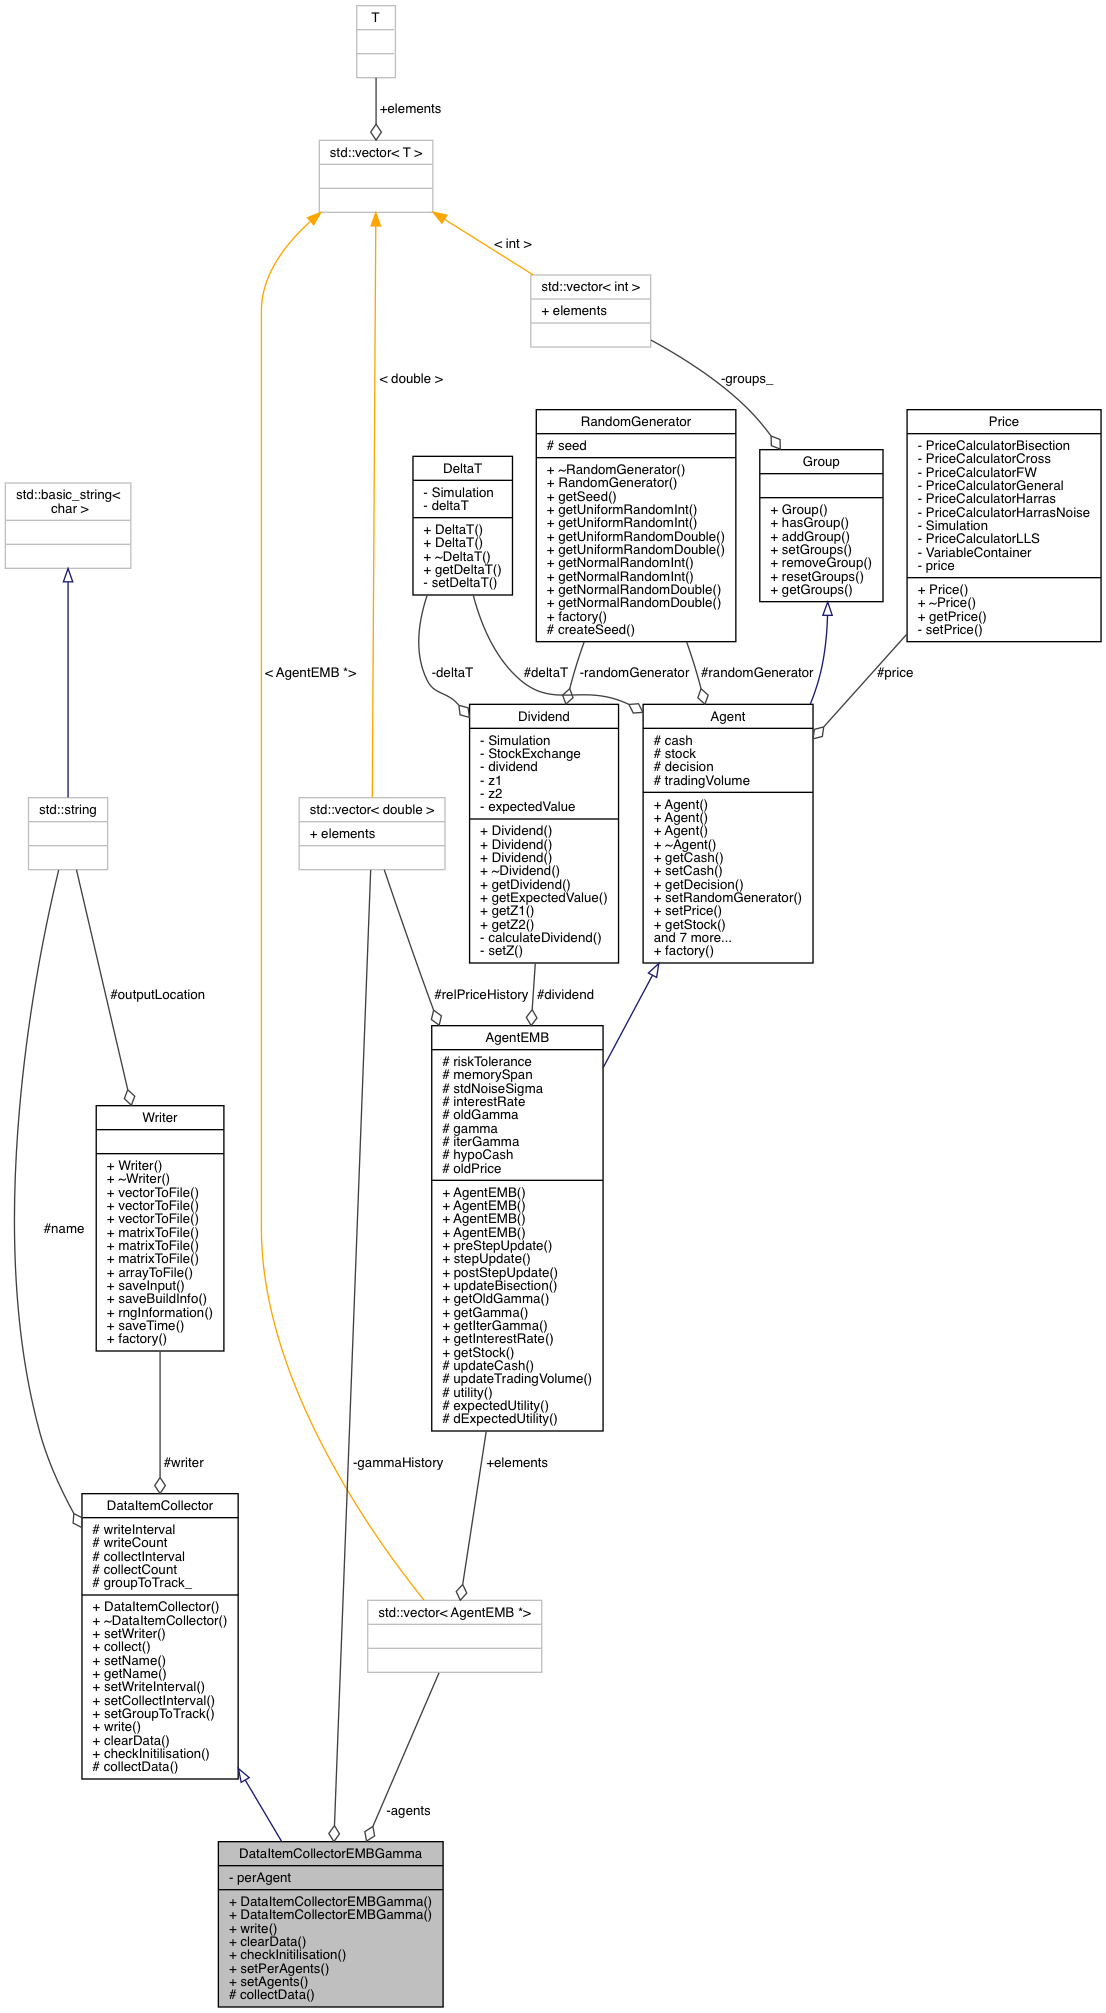 T
+elements
std::vector< T >
< int >
std::vector< int >
+ elements
< double >
-groups_
RandomGenerator
# seed
+ ~RandomGenerator()
+ RandomGenerator()
+ getSeed()
+ getUniformRandomInt()
+ getUniformRandomInt()
+ getUniformRandomDouble()
+ getUniformRandomDouble()
+ getNormalRandomInt()
+ getNormalRandomInt()
+ getNormalRandomDouble()
+ getNormalRandomDouble()
+ factory()
# createSeed()
Price
- PriceCalculatorBisection
- PriceCalculatorCross
- PriceCalculatorFW
- PriceCalculatorGeneral
- PriceCalculatorHarras
- PriceCalculatorHarrasNoise
- Simulation
- PriceCalculatorLLS
- VariableContainer
- price
+ Price()
+ ~Price()
+ getPrice()
- setPrice()
Group
+ Group()
+ hasGroup()
+ addGroup()
+ setGroups()
+ removeGroup()
+ resetGroups()
+ getGroups()
DeltaT
- Simulation
- deltaT
+ DeltaT()
+ DeltaT()
+ ~DeltaT()
+ getDeltaT()
- setDeltaT()
std::basic_string<
char >
< AgentEMB *>
-deltaT
#deltaT
-randomGenerator
#randomGenerator
#price
Dividend
- Simulation
- StockExchange
- dividend
- z1
- z2
- expectedValue
+ Dividend()
+ Dividend()
+ Dividend()
+ ~Dividend()
+ getDividend()
+ getExpectedValue()
+ getZ1()
+ getZ2()
- calculateDividend()
- setZ()
Agent
# cash
# stock
# decision
# tradingVolume
+ Agent()
+ Agent()
+ Agent()
+ ~Agent()
+ getCash()
+ setCash()
+ getDecision()
+ setRandomGenerator()
+ setPrice()
+ getStock()
and 7 more...
+ factory()
std::string
std::vector< double >
+ elements
#outputLocation
#relPriceHistory
#dividend
AgentEMB
# riskTolerance
# memorySpan
# stdNoiseSigma
# interestRate
# oldGamma
# gamma
# iterGamma
# hypoCash
# oldPrice
+ AgentEMB()
+ AgentEMB()
+ AgentEMB()
+ AgentEMB()
+ preStepUpdate()
+ stepUpdate()
+ postStepUpdate()
+ updateBisection()
+ getOldGamma()
+ getGamma()
+ getIterGamma()
+ getInterestRate()
+ getStock()
# updateCash()
# updateTradingVolume()
# utility()
# expectedUtility()
# dExpectedUtility()
Writer
+ Writer()
+ ~Writer()
+ vectorToFile()
+ vectorToFile()
+ vectorToFile()
+ matrixToFile()
+ matrixToFile()
+ matrixToFile()
+ arrayToFile()
+ saveInput()
+ saveBuildInfo()
+ rngInformation()
+ saveTime()
+ factory()
#name
#writer
-gammaHistory
+elements
DataItemCollector
# writeInterval
# writeCount
# collectInterval
# collectCount
# groupToTrack_
+ DataItemCollector()
+ ~DataItemCollector()
+ setWriter()
+ collect()
+ setName()
+ getName()
+ setWriteInterval()
+ setCollectInterval()
+ setGroupToTrack()
+ write()
+ clearData()
+ checkInitilisation()
# collectData()
std::vector< AgentEMB *>
-agents
DataItemCollectorEMBGamma
- perAgent
+ DataItemCollectorEMBGamma()
+ DataItemCollectorEMBGamma()
+ write()
+ clearData()
+ checkInitilisation()
+ setPerAgents()
+ setAgents()
# collectData()